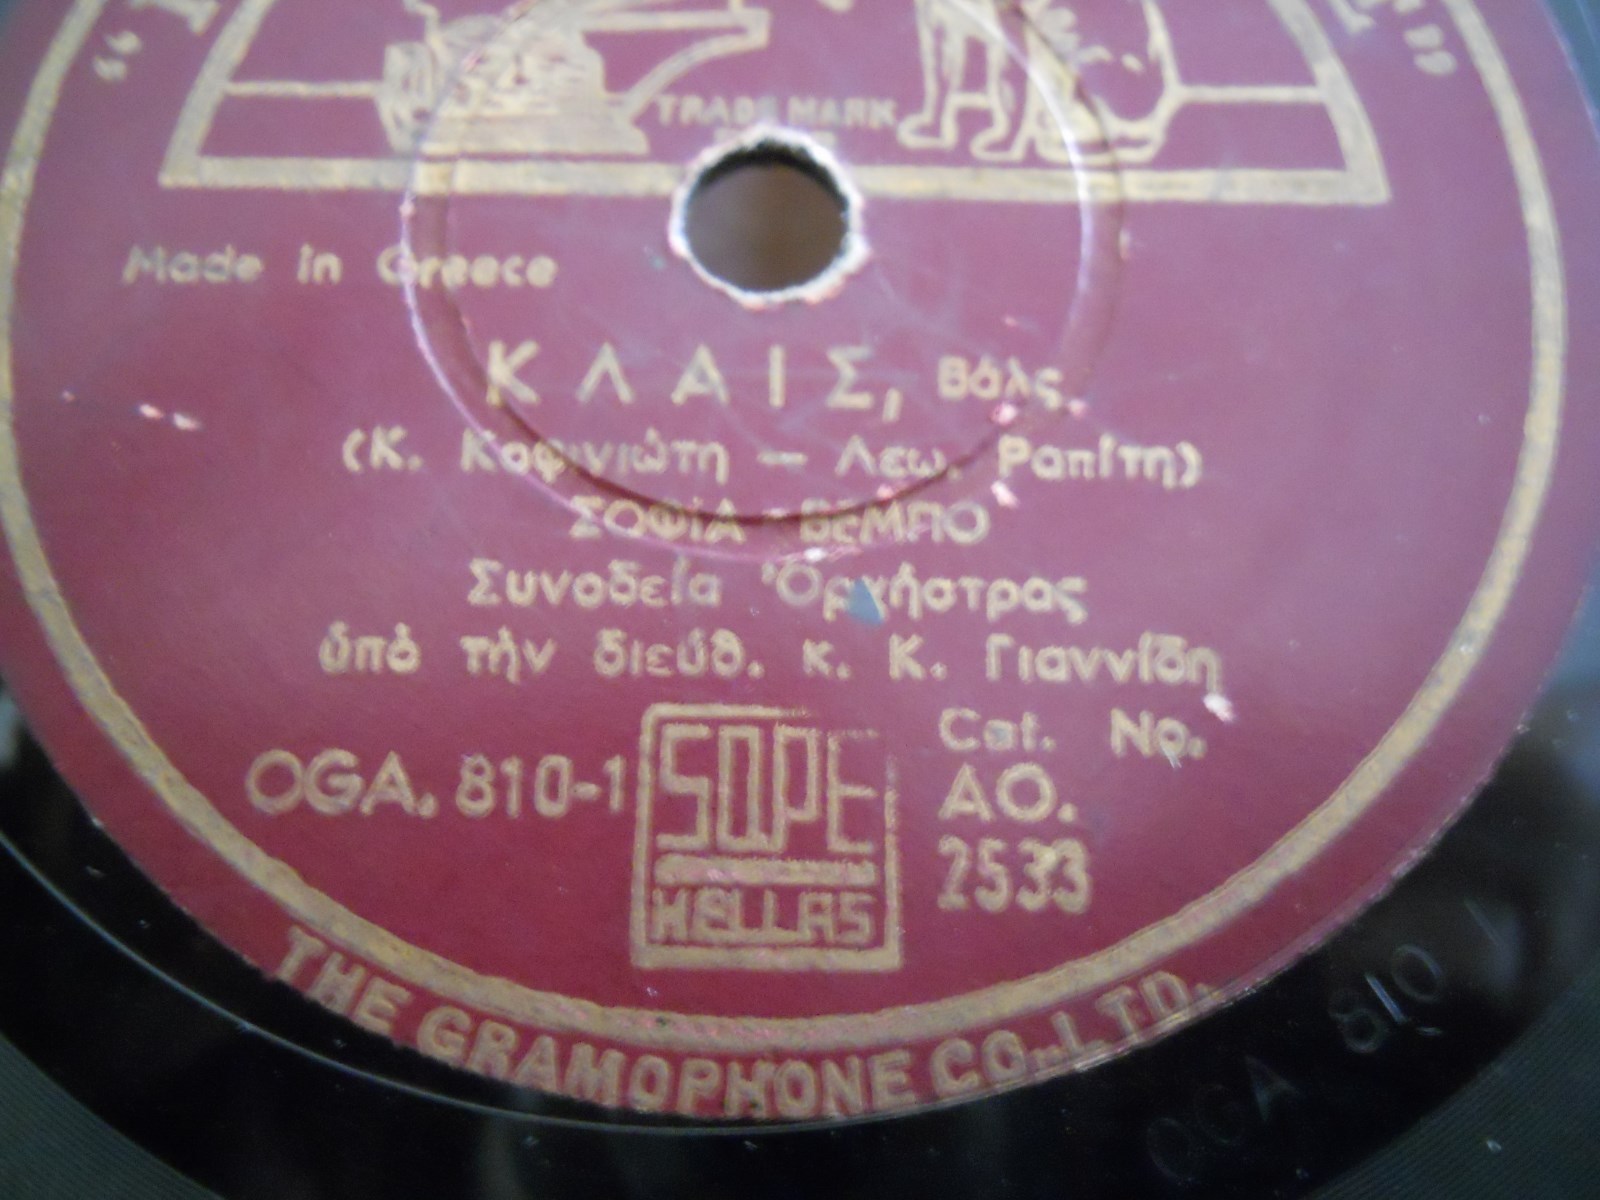 TRADE MARK
Made in Greece
ΚΛΑΙΣ, Βάλς.
(Κ. Κοφινιώτη — Λεω. Ραπίτη)
ΣΟΦΙΑ ΒΕΜΠΟ
Συνοδεία Ὀρχήστρας
ὑπὸ τὴν διεύθ. κ. Κ. Γιαννίδη
OGA. 810-1
SOPE
HELLAS
Cat. No.
AO.
2533
THE GRAMOPHONE CO., LTD.
OGA 810